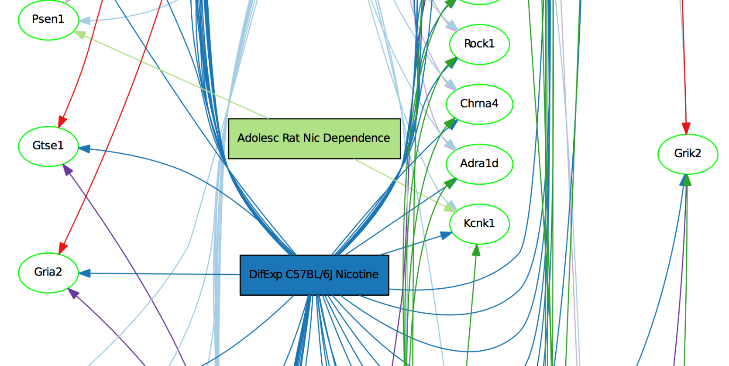 Psen1
Rock1
Chrna4
Adolesc Rat Nic Dependence
Gtse1
Grik2
Adra1d
Kcnk1
Gria2
DifExp C57BL/6J Nicotine